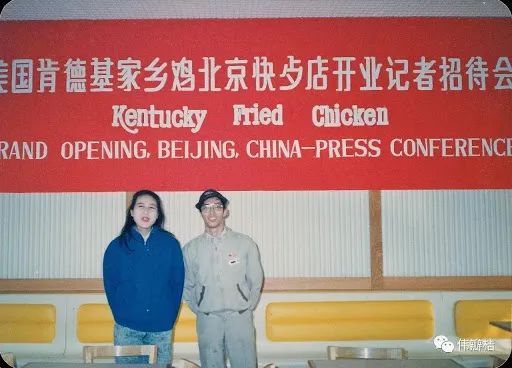 美国肯德基家乡鸡北京快歺店开业记者招待会
Kentucky Fried Chicken
RAND OPENING, BEIJING, CHINA-PRESS CONFERENCE